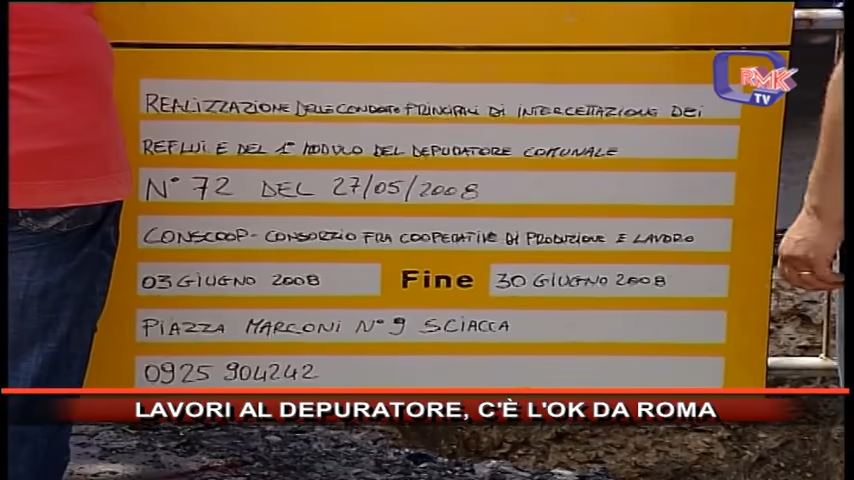 RMK
TV
REALIZZAZIONE DELLE CONDOTTE PRINCIPALI DI INTERCETTAZIONE DEI
REFLUI E DEL 1° MODULO DEL DEPURATORE COMUNALE
N° 72 DEL 27/05/2008
CONSCOOP-CONSORZIO FRA COOPERATIVE DI PRODUZIONE E LAVORO
03 GIUGNO 2008 Fine 30 GIUGNO 2008
PIAZZA MARCONI N° 9 SCIACCA
0925 904242
LAVORI AL DEPURATORE, C'È L'OK DA ROMA